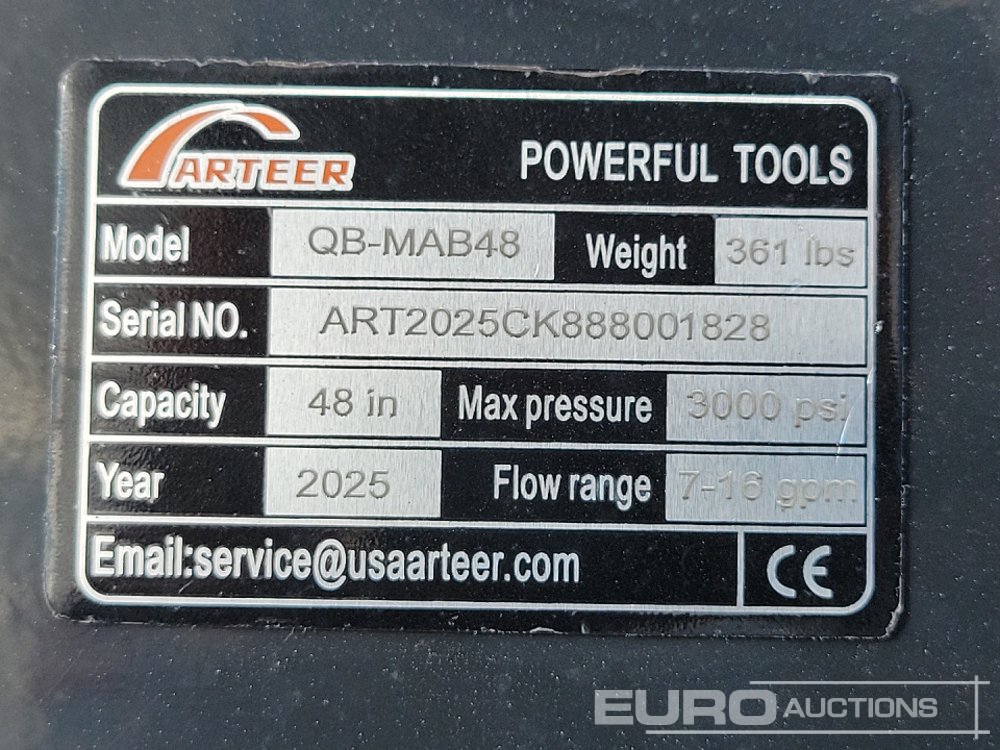 ARTEER POWERFUL TOOLS
Model QB-MAB48 Weight 361 lbs
Serial NO. ART2025CK888001828
Capacity 48 in Max pressure 3000 psi
Year 2025 Flow range 7-16 gpm
Email:service@usaarteer.com CE
EURO AUCTIONS